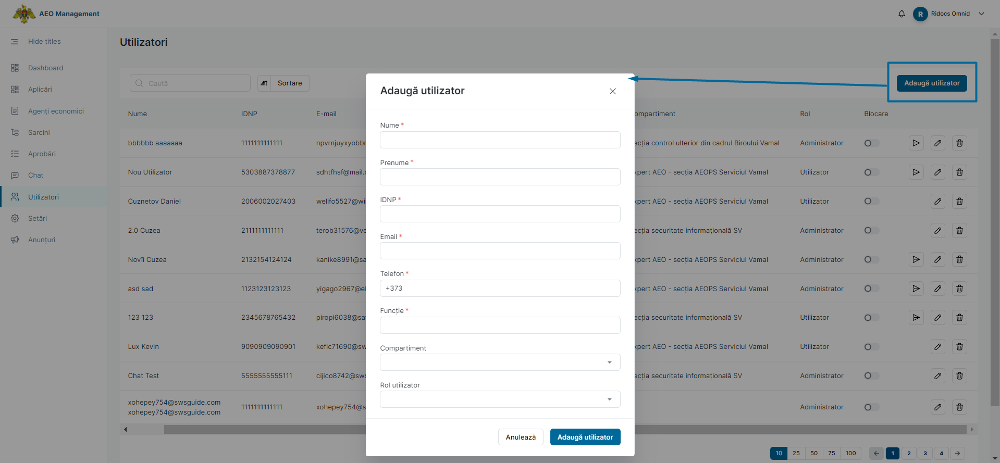 AEO Management
R
Ridocs Omnid
Hide titles
Dashboard
Aplicări
Agenți economici
Sarcini
Aprobări
Chat
Utilizatori
Setări
Anunțuri
Utilizatori
Caută
Sortare
Adaugă utilizator
Nume IDNP E-mail ompartiment Rol Blocare
bbbbbb aaaaaaa 1111111111111 npvrnjuyxyobbr ecția control ulterior din cadrul Biroului Vamal Administrator
Nou Utilizator 5303887378877 sdhtfhsf@mail. xpert AEO - secția AEOPS Serviciul Vamal Utilizator
Cuznetov Daniel 2006002027403 welifo5527@wi xpert AEO - secția AEOPS Serviciul Vamal Utilizator
2.0 Cuzea 2111111111111 terob31576@ve ecția securitate informațională SV Administrator
Novîi Cuzea 2132154124124 kanike8991@sa xpert AEO - secția AEOPS Serviciul Vamal Administrator
asd sad 1123123123123 yigago2967@el xpert AEO - secția AEOPS Serviciul Vamal Administrator
123 123 2345678765432 piropi6038@sa ecția securitate informațională SV Utilizator
Lux Kevin 9090909090901 kefic71690@sw xpert AEO - secția AEOPS Serviciul Vamal Utilizator
Chat Test 5555555555111 cijico8742@sws ecția securitate informațională SV Administrator
xohepey754@swsguide.com
xohepey754@swsguide.com 1111111111111 xohepey754@s Administrator
10 25 50 75 100 1 2 3 4
Adaugă utilizator
Nume *
Prenume *
IDNP *
Email *
Telefon *
+373
Funcție *
Compartiment
Rol utilizator
Anulează
Adaugă utilizator